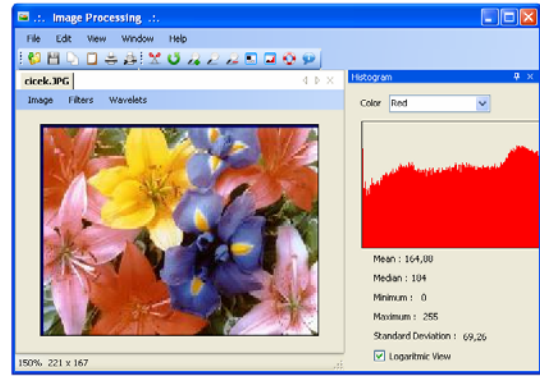 .:. Image Processing .:.
File Edit View Window Help
cicek.JPG
Image Filters Wavelets
Histogram
Color Red
Mean : 164,88
Median : 184
Minimum : 0
Maximum : 255
Standard Deviation : 69,26
Logaritmic View
150% 221 x 167